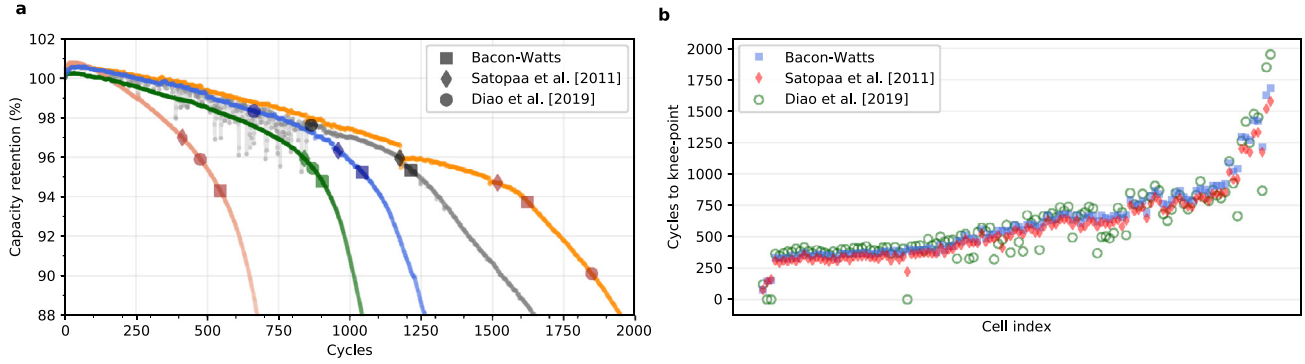 a
102
100
98
96
94
92
90
88
Capacity retention (%)
0 250 500 750 1000 1250 1500 1750 2000
Cycles
Bacon-Watts
Satopaa et al. [2011]
Diao et al. [2019]
b
2000
1750
1500
1250
1000
750
500
250
0
Cycles to knee-point
Cell index
Bacon-Watts
Satopaa et al. [2011]
Diao et al. [2019]